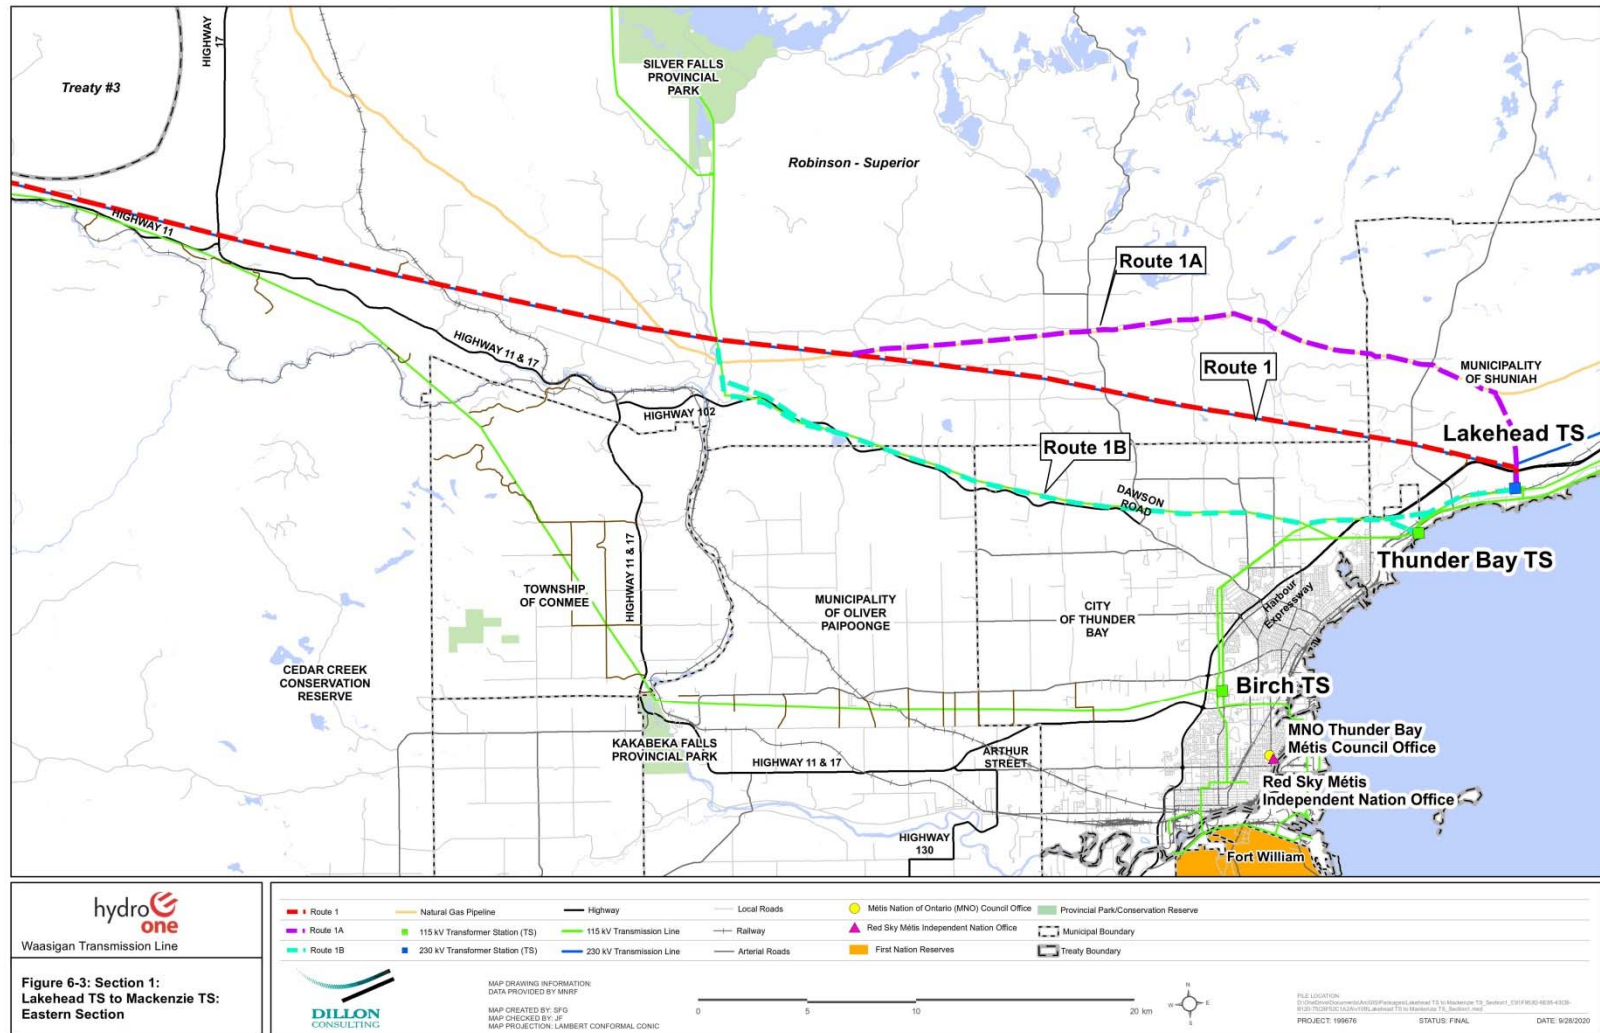 Treaty #3
HIGHWAY
17
SILVER FALLS
PROVINCIAL
PARK
Robinson - Superior
HIGHWAY 11
Route 1A
HIGHWAY 11 & 17
Route 1
MUNICIPALITY
OF SHUNIAH
HIGHWAY 102
Route 1B
Lakehead TS
DAWSON
ROAD
Thunder Bay TS
HIGHWAY 11 & 17
TOWNSHIP
OF CONMEE
MUNICIPALITY
OF OLIVER
PAIPOONGE
CITY
OF THUNDER
BAY
Harbour
Expressway
CEDAR CREEK
CONSERVATION
RESERVE
Birch TS
KAKABEKA FALLS
PROVINCIAL PARK
HIGHWAY 11 & 17
ARTHUR
STREET
MNO Thunder Bay
Métis Council Office
Red Sky Métis
Independent Nation Office
HIGHWAY
130
Fort William
hydro
one
Waasigan Transmission Line
Figure 6-3: Section 1:
Lakehead TS to Mackenzie TS:
Eastern Section
Route 1
Natural Gas Pipeline
Highway
Local Roads
Métis Nation of Ontario (MNO) Council Office
Provincial Park/Conservation Reserve
Route 1A
115 kV Transformer Station (TS)
115 kV Transmission Line
Railway
Red Sky Métis Independent Nation Office
Municipal Boundary
Route 1B
230 kV Transformer Station (TS)
230 kV Transmission Line
Arterial Roads
First Nation Reserves
Treaty Boundary
DILLON
CONSULTING
MAP DRAWING INFORMATION:
DATA PROVIDED BY MNRF
MAP CREATED BY: SFG
MAP CHECKED BY: JF
MAP PROJECTION: LAMBERT CONFORMAL CONIC
0 5 10 20 km
N
W E
S
FILE LOCATION:
PROJECT: 199676 STATUS: FINAL DATE: 9/28/2020